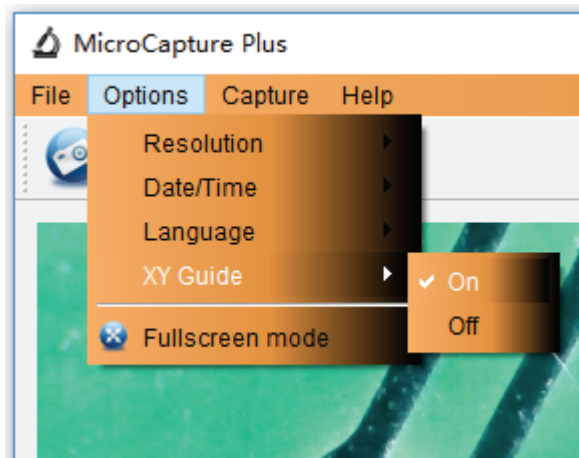 MicroCapture Plus
File Options Capture Help
Resolution
Date/Time
Language
XY Guide
On
Off
Fullscreen mode